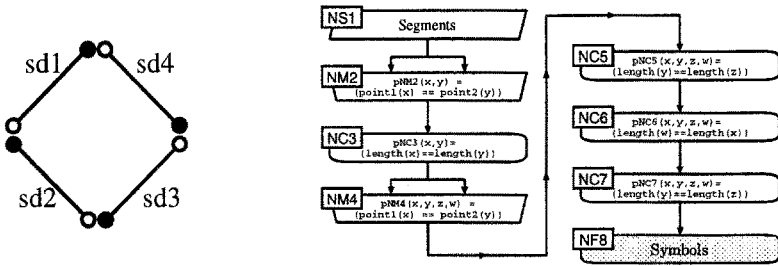 sd1
sd4
sd2
sd3
NS1
Segments
NM2
pNM2(x,y) =
(point1(x) == point2(y))
NC3
pNC3(x,y)=
(length(x)==length(y))
NM4
pNM4(x,y,z,w) =
(point1(x) == point2(y))
NC5
pNC5(x,y,z,w)=
(length(y)==length(z))
NC6
pNC6(x,y,z,w)=
(length(w)==length(x))
NC7
pNC7(x,y,z,w)=
(length(y)==length(z))
NF8
Symbols